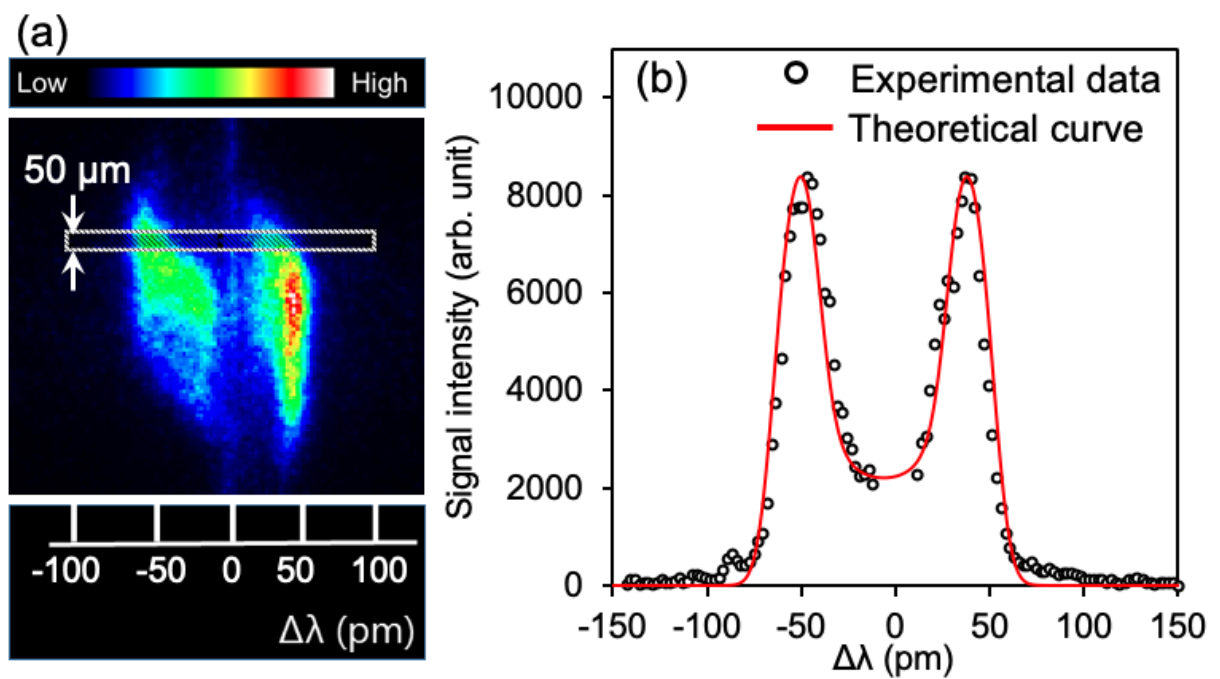 (a)
Low High
50 μm
-100 -50 0 50 100
Δλ (pm)
(b)
Experimental data
Theoretical curve
Signal intensity (arb. unit)
10000
8000
6000
4000
2000
0
-150 -100 -50 0 50 100 150
Δλ (pm)